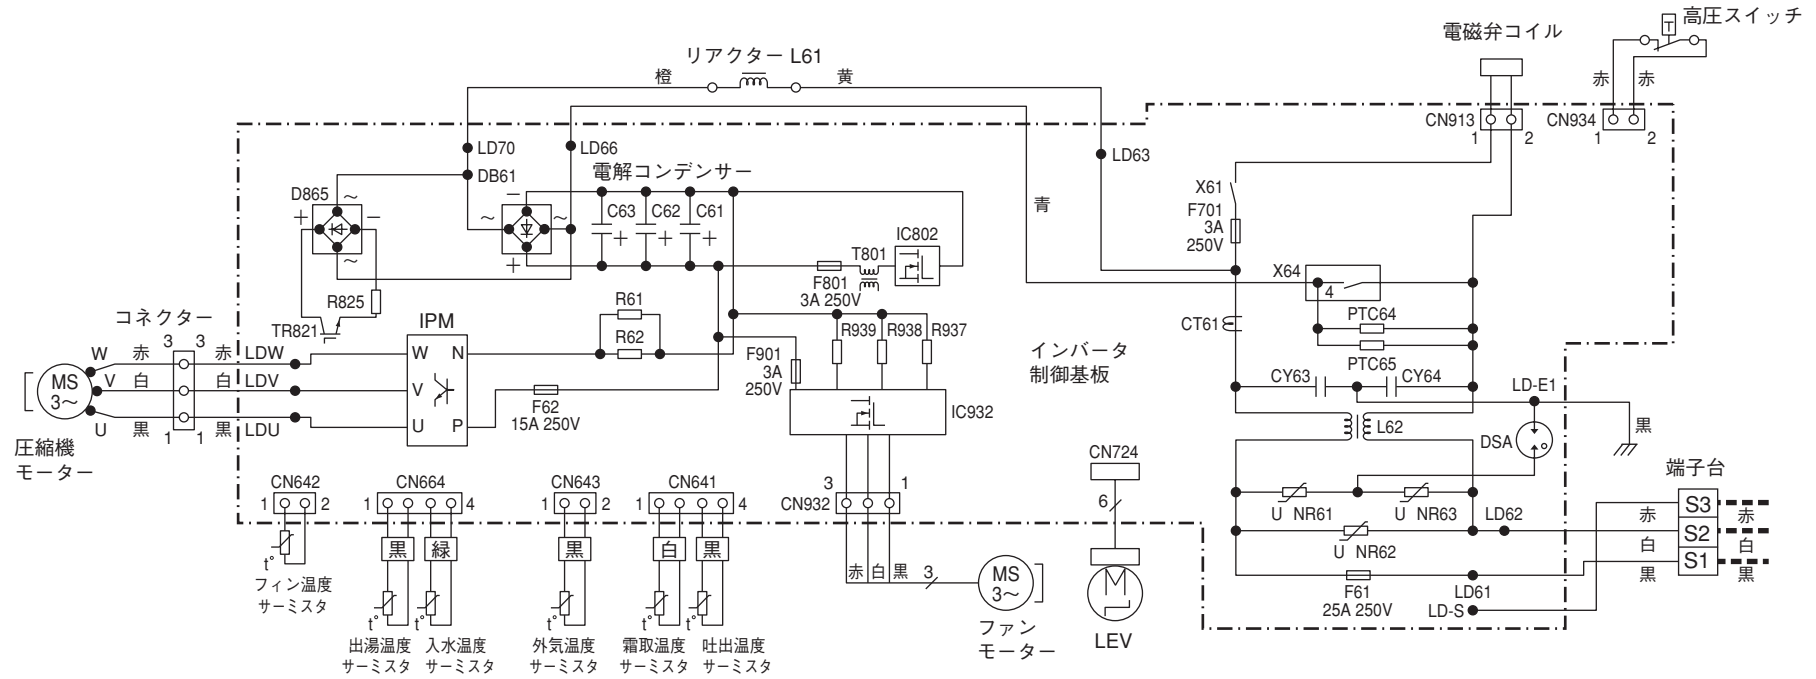 高圧スイッチ
電磁弁コイル
リアクター L61
橙
黄
赤
赤
CN913
1
2
CN934
1
2
LD70
LD66
LD63
DB61
電解コンデンサー
D865
+
～
－
～
～
－
～
+
C63
C62
C61
+
+
+
青
X61
F701
3A
250V
IC802
T801
F801
3A 250V
X64
4
R825
TR821
R61
R62
R939
R938
R937
PTC64
PTC65
CT61
コネクター
IPM
3
3
W
赤
赤
LDW
W
N
V
白
白
LDV
V
U
黒
黒
LDU
U
P
1
1
MS
3～
圧縮機
モーター
F62
15A 250V
F901
3A
250V
IC932
インバータ
制御基板
CY63
CY64
LD-E1
L62
DSA
黒
端子台
CN642
1
2
CN664
1
4
CN643
1
2
CN641
1
4
CN932
3
1
CN724
6
U
NR61
U
NR63
LD62
U
NR62
赤
S3
赤
白
S2
白
黒
S1
黒
F61
25A 250V
LD61
LD-S
黒
緑
黒
白
黒
t°
t°
t°
t°
t°
t°
フィン温度
サーミスタ
出湯温度
サーミスタ
入水温度
サーミスタ
外気温度
サーミスタ
霜取温度
サーミスタ
吐出温度
サーミスタ
赤
白
黒
3
MS
3～
ファン
モーター
M
LEV